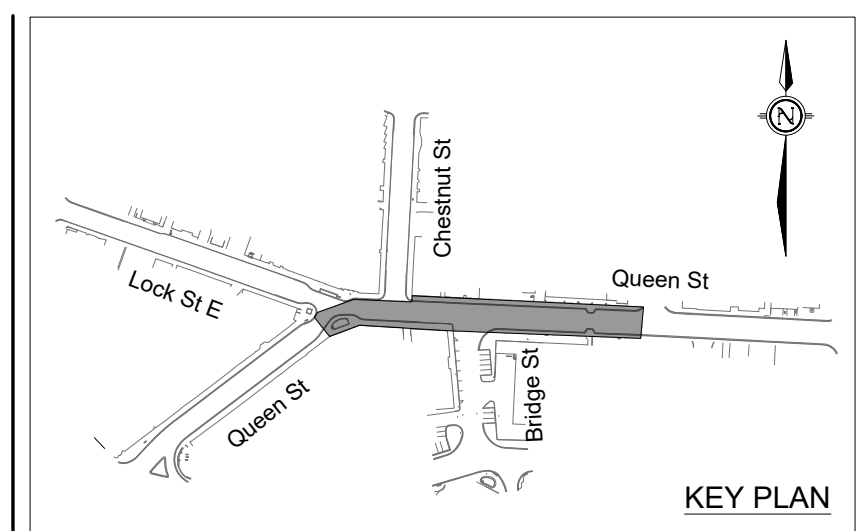 Chestnut St
Queen St
Lock St E
Bridge St
Queen St
KEY PLAN
N